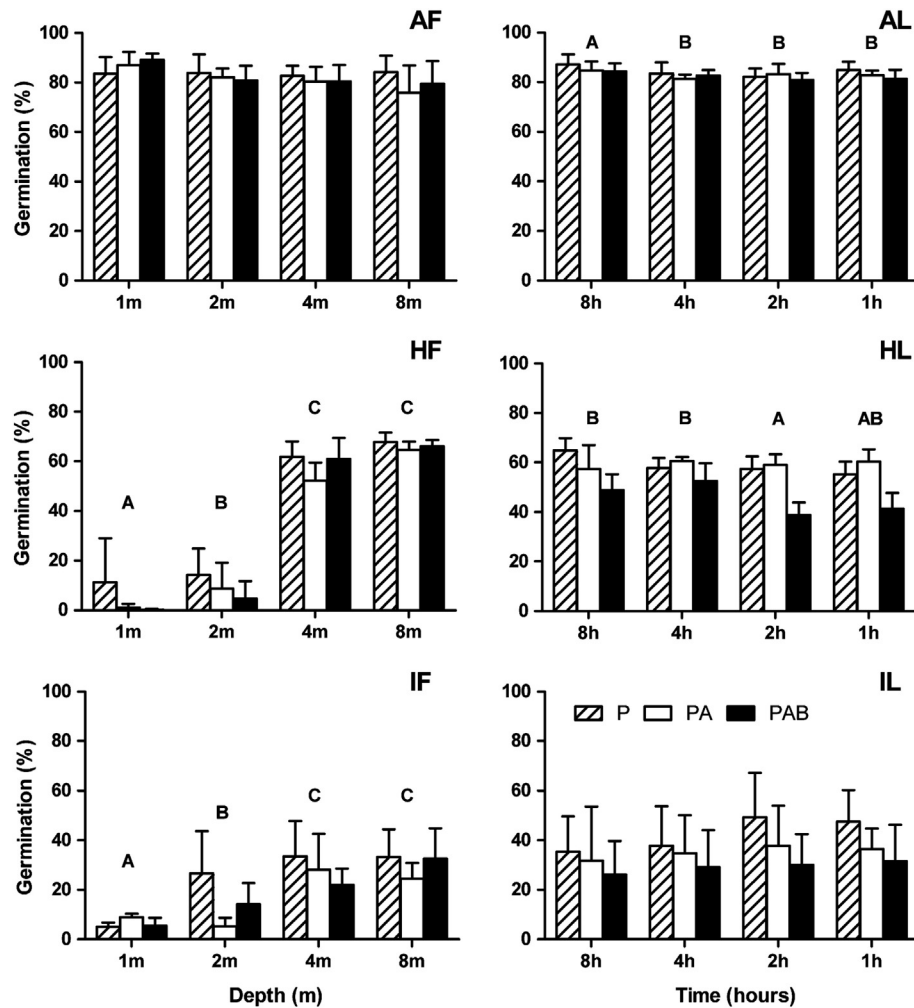 AF
Germination (%)
100
80
60
40
20
0
1m 2m 4m 8m
AL
100
80
60
40
20
0
A B B B
8h 4h 2h 1h
HF
Germination (%)
100
80
60
40
20
0
A B C C
1m 2m 4m 8m
HL
100
80
60
40
20
0
B B A AB
8h 4h 2h 1h
IF
Germination (%)
100
80
60
40
20
0
A B C C
1m 2m 4m 8m
Depth (m)
IL
P PA PAB
100
80
60
40
20
0
8h 4h 2h 1h
Time (hours)